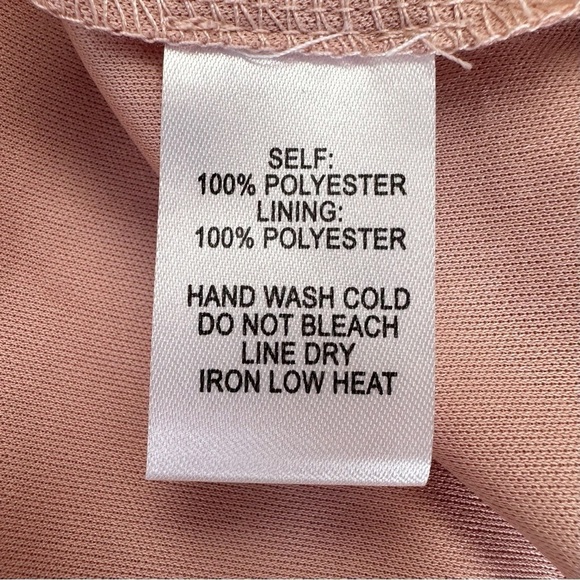 SELF:
100% POLYESTER
LINING:
100% POLYESTER
HAND WASH COLD
DO NOT BLEACH
LINE DRY
IRON LOW HEAT